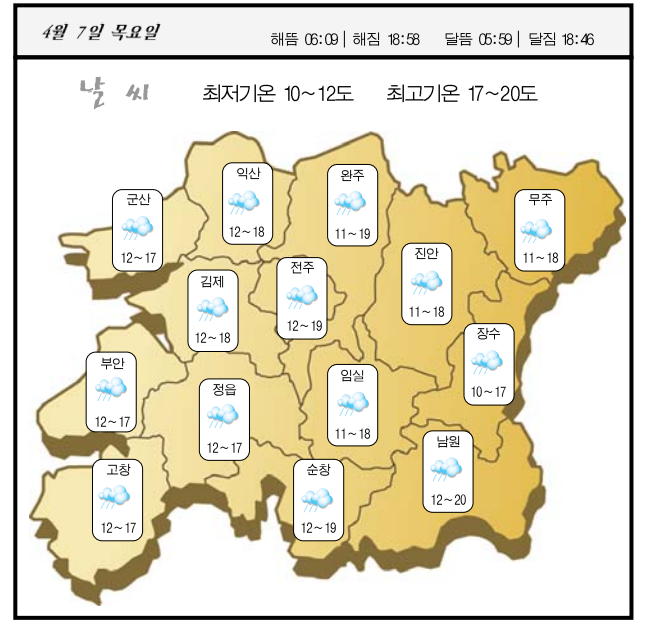 4월 7일 목요일
해뜸 06:09| 해짐 18:58 달뜸 05:59| 달짐 18:46
날 씨 최저기온 10~12도 최고기온 17~20도
익산
12~18
완주
11~19
군산
12~17
무주
11~18
진안
11~18
전주
12~19
김제
12~18
장수
10~17
부안
12~17
임실
11~18
정읍
12~17
남원
12~20
고창
12~17
순창
12~19